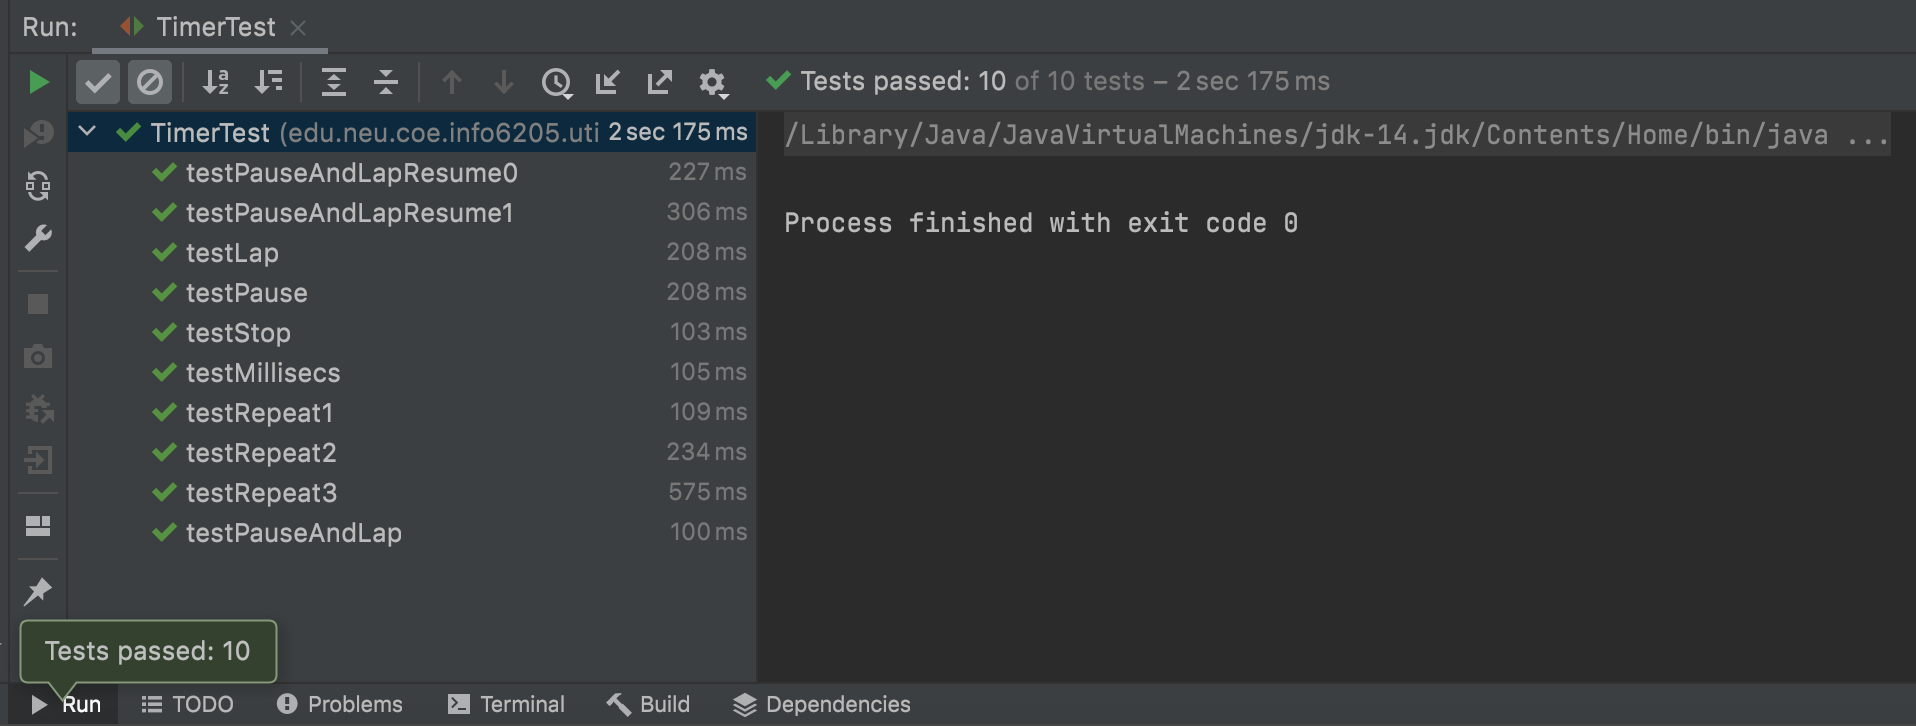 Run: TimerTest
Tests passed: 10 of 10 tests – 2 sec 175 ms
TimerTest (edu.neu.coe.info6205.uti 2 sec 175 ms
testPauseAndLapResume0 227 ms
testPauseAndLapResume1 306 ms
testLap 208 ms
testPause 208 ms
testStop 103 ms
testMillisecs 105 ms
testRepeat1 109 ms
testRepeat2 234 ms
testRepeat3 575 ms
testPauseAndLap 100 ms
/Library/Java/JavaVirtualMachines/jdk-14.jdk/Contents/Home/bin/java ...
Process finished with exit code 0
Tests passed: 10
Run TODO Problems Terminal Build Dependencies